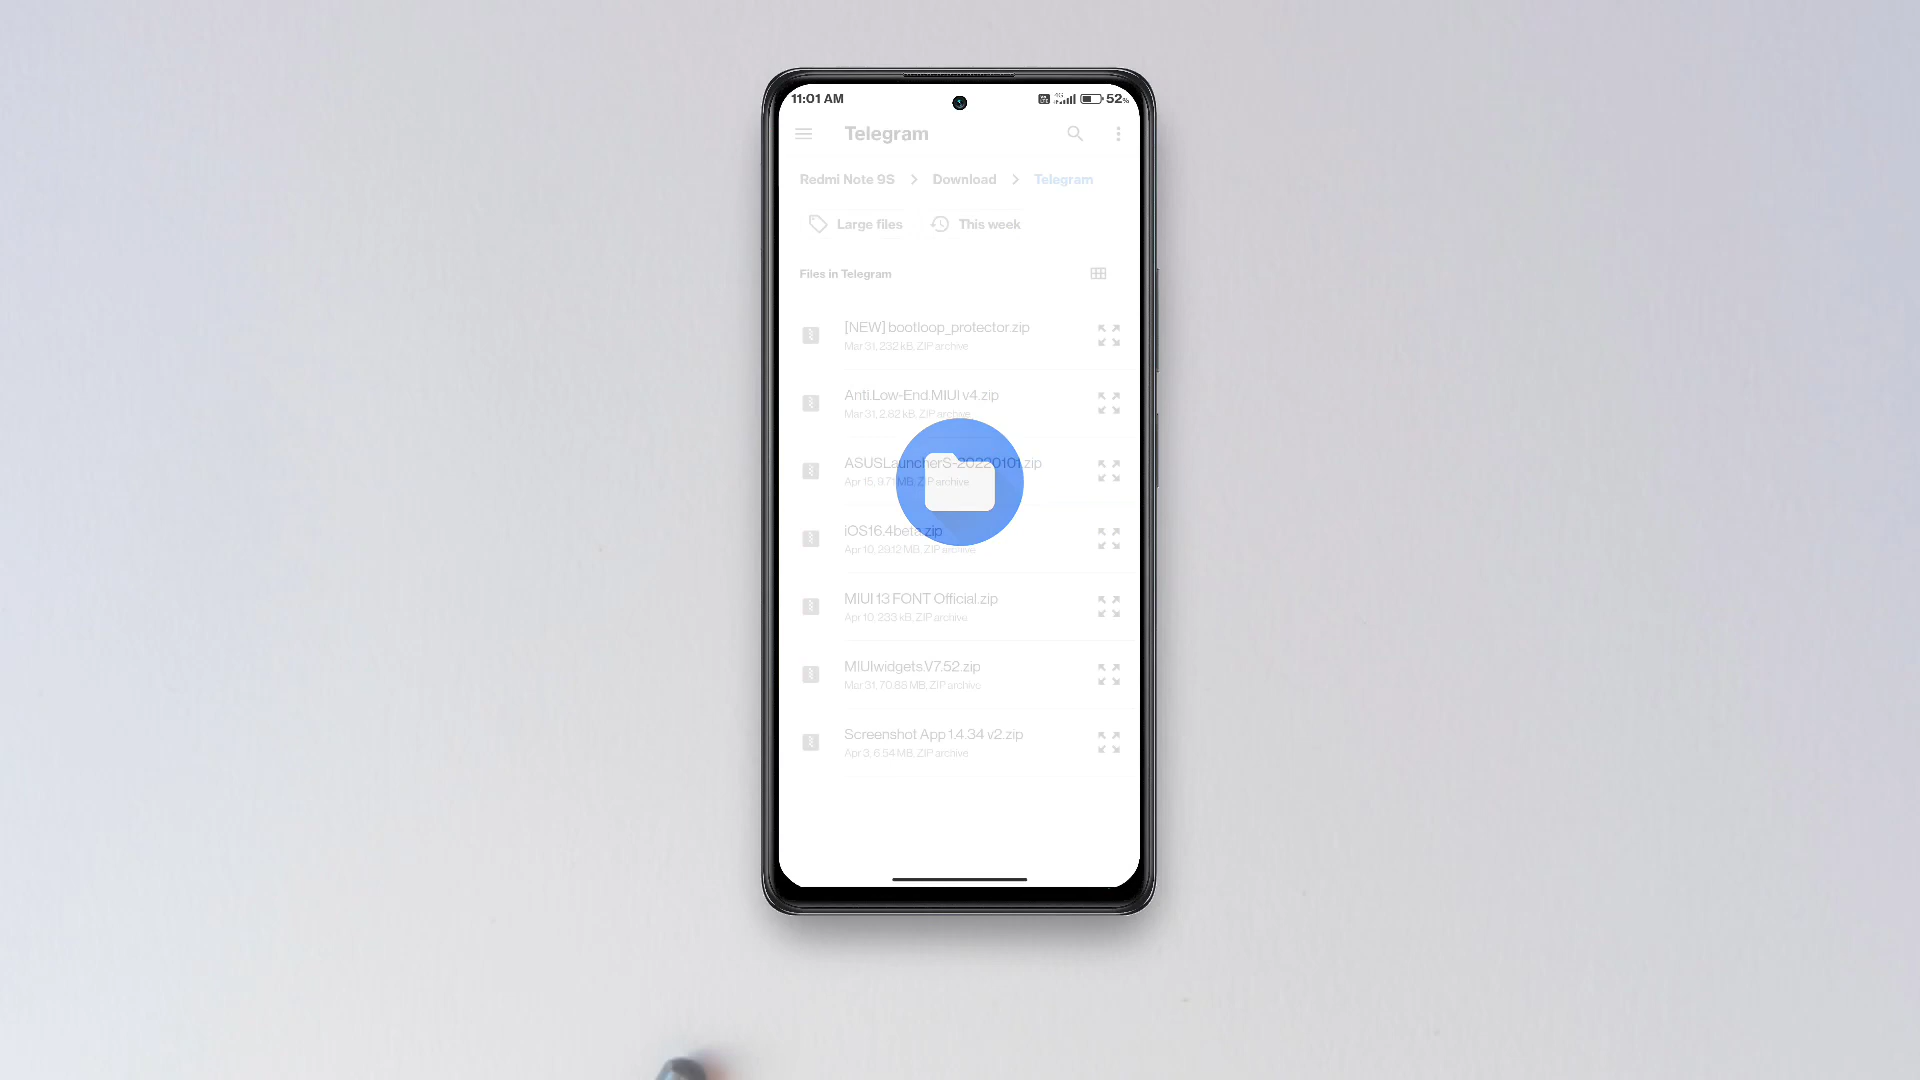 11:01 AM
4G
52%
Telegram
Redmi Note 9S > Download > Telegram
Large files
This week
Files in Telegram
[NEW] bootloop_protector.zip
Mar 31, 232 kB, ZIP archive
Anti.Low-End.MIUI v4.zip
Mar 31, 2.82 kB, ZIP archive
ASUSLauncherS-20220101.zip
Apr 15, 9.71 MB, ZIP archive
iOS16.4beta.zip
Apr 10, 29.12 MB, ZIP archive
MIUI 13 FONT Official.zip
Apr 10, 233 kB, ZIP archive
MIUIwidgets.V7.52.zip
Mar 31, 70.88 MB, ZIP archive
Screenshot App 1.4.34 v2.zip
Apr 3, 6.54 MB, ZIP archive